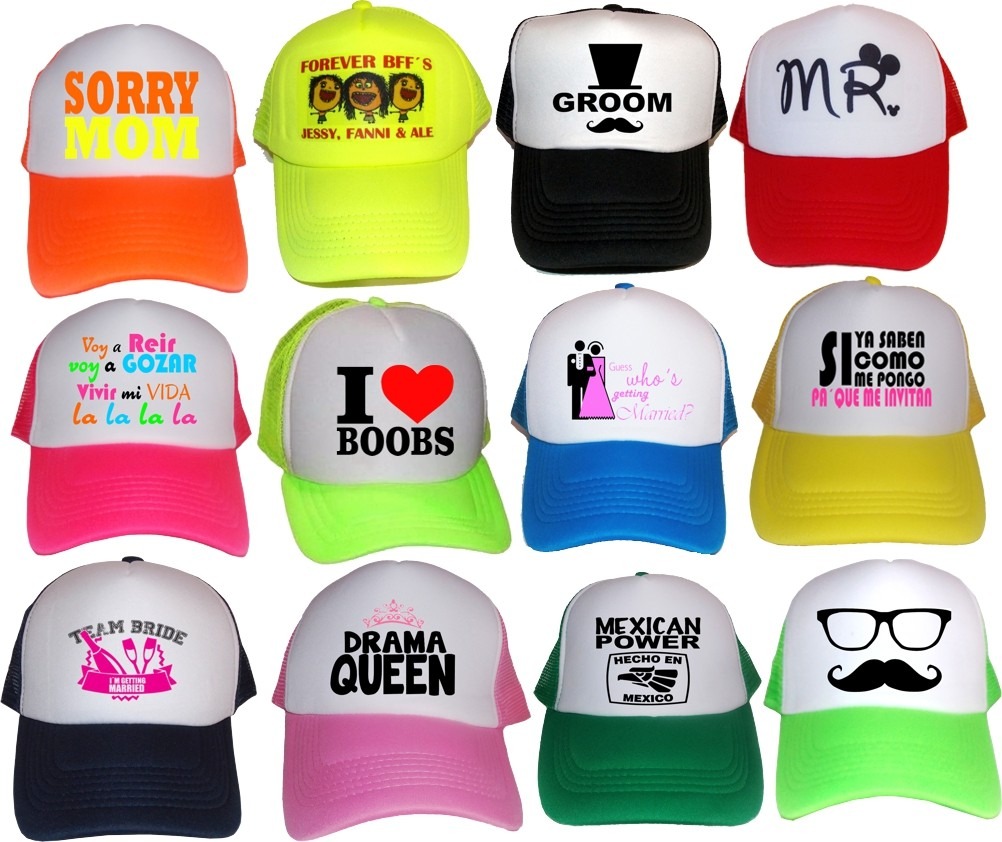 SORRY
MOM
FOREVER BFF´S
JESSY, FANNI & ALE
GROOM
MR.
Voy a Reir
voy a GOZAR
Vivir mi VIDA
la la la la
I
BOOBS
Guess
who's
getting
Married?
SI YA SABEN
COMO
ME PONGO
PA´QUE ME INVITAN
TEAM BRIDE
I´M GETTING
MARRIED
DRAMA
QUEEN
MEXICAN
POWER
HECHO EN
MEXICO